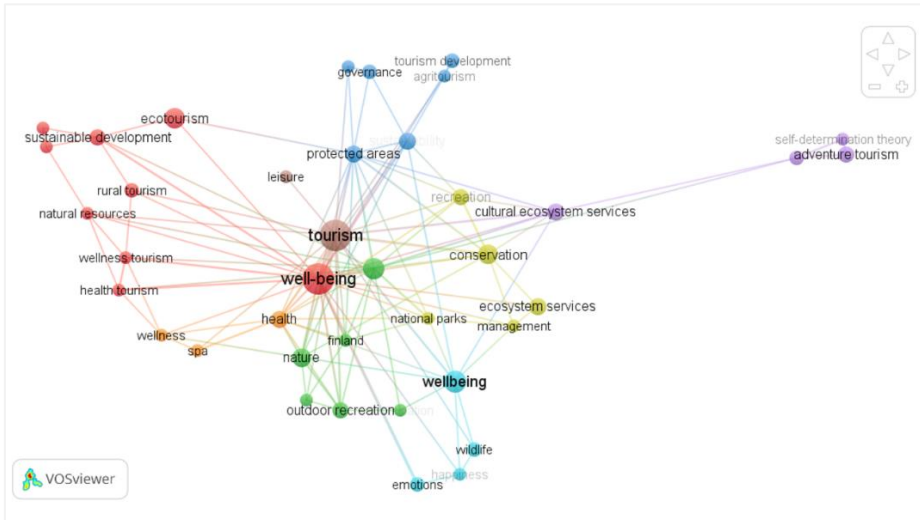 tourism development
governance
agritourism
ecotourism
sustainable development
sustainability
self-determination theory
protected areas
adventure tourism
leisure
rural tourism
recreation
natural resources
cultural ecosystem services
tourism
conservation
wellness tourism
well-being
health tourism
ecosystem services
health
national parks
management
wellness
finland
spa
nature
wellbeing
outdoor recreation
wildlife
happiness
emotions
VOSviewer